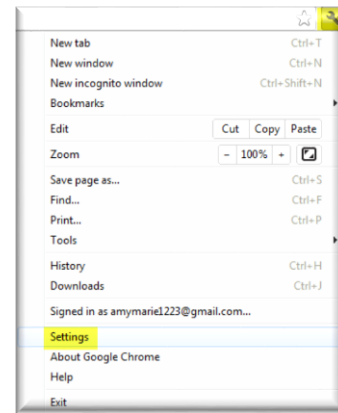 New tab Ctrl+T
New window Ctrl+N
New incognito window Ctrl+Shift+N
Bookmarks
Edit Cut Copy Paste
Zoom - 100% +
Save page as... Ctrl+S
Find... Ctrl+F
Print... Ctrl+P
Tools
History Ctrl+H
Downloads Ctrl+J
Signed in as amymarie1223@gmail.com...
Settings
About Google Chrome
Help
Exit